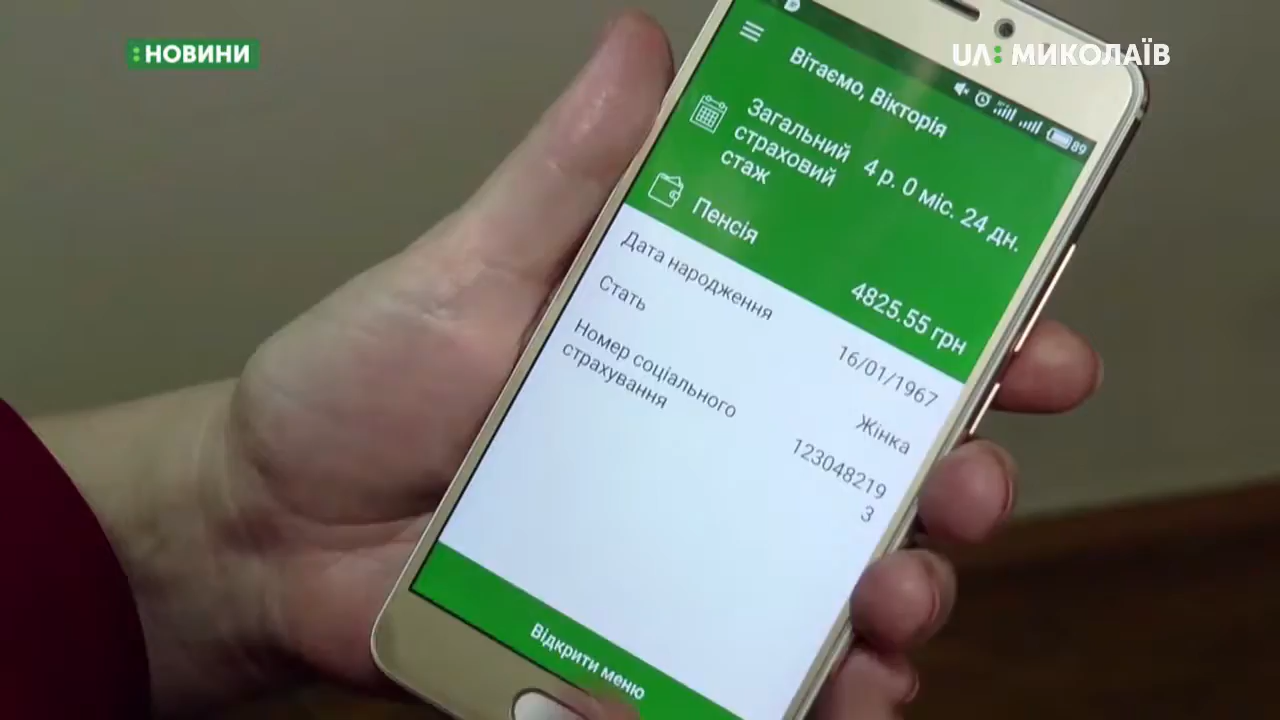 :НОВИНИ
UA: МИКОЛАЇВ
89
Вітаємо, Вікторія
Загальний
страховий
стаж
4 р. 0 міс. 24 дн.
Пенсія
4825.55 грн
Дата народження
16/01/1967
Стать
Жінка
Номер соціального
страхування
123048219
3
Відкрити меню